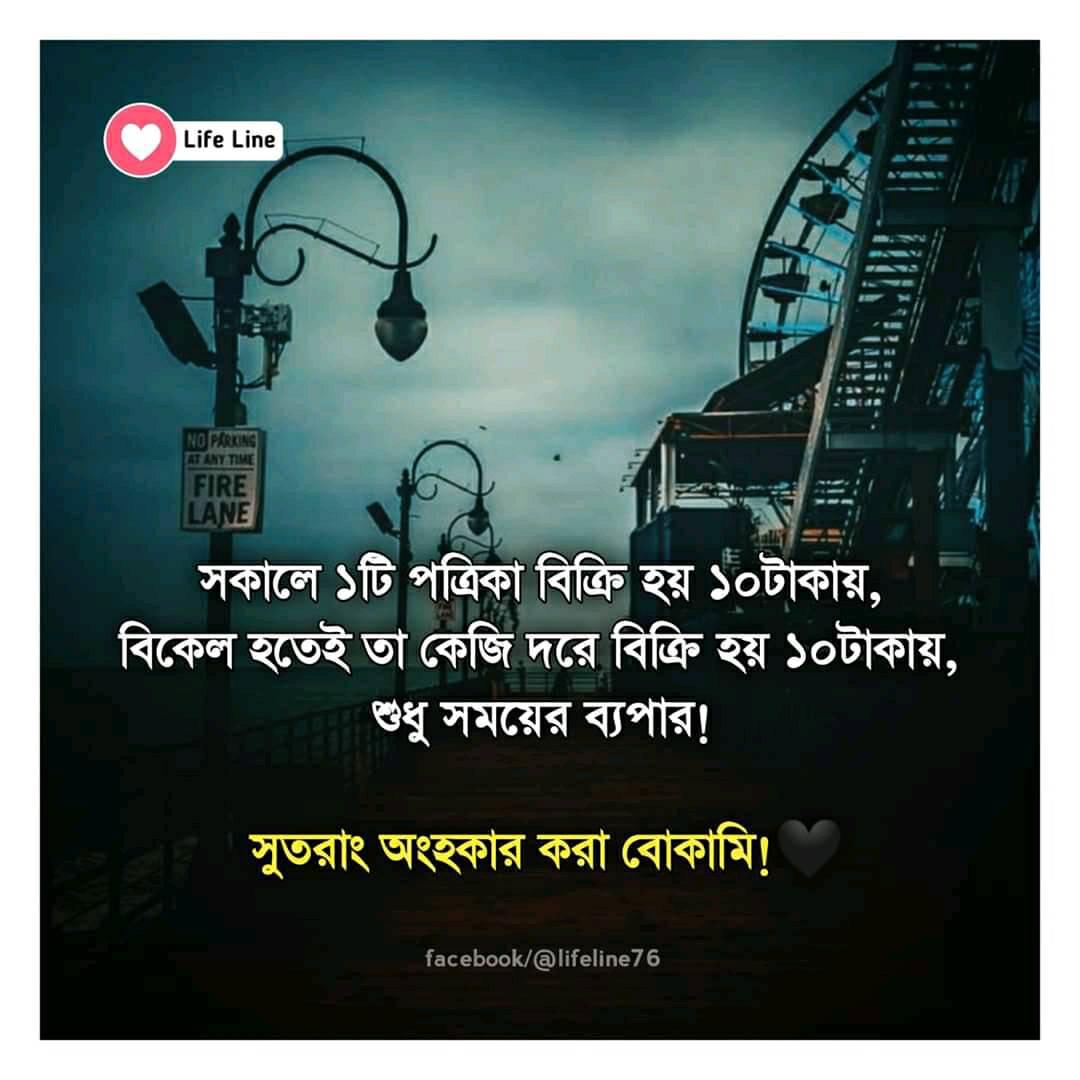 Life Line
NO PARKING
AT ANY TIME
FIRE
LANE
সকালে ১টি পত্রিকা বিক্রি হয় ১০টাকায়,
বিকেল হতেই তা কেজি দরে বিক্রি হয় ১০টাকায়,
শুধু সময়ের ব্যপার!
সুতরাং অংহকার করা বোকামি!🖤
facebook/@lifeline76